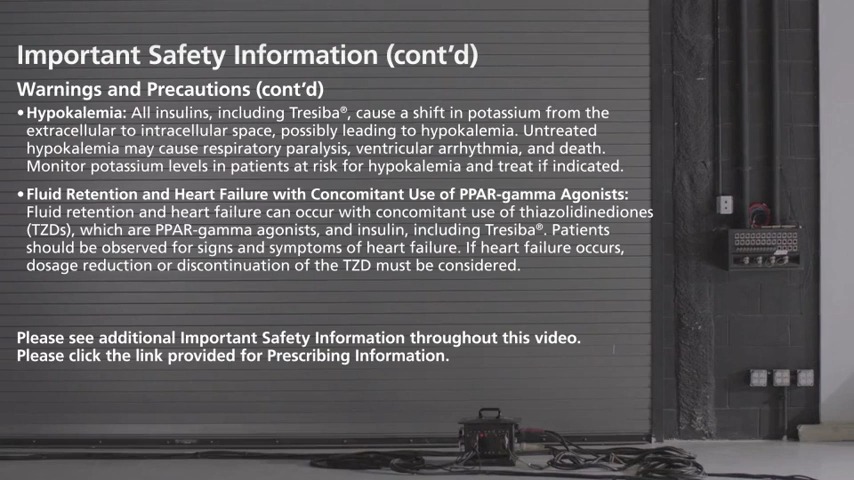 Important Safety Information (cont’d)
Warnings and Precautions (cont’d)
• Hypokalemia: All insulins, including Tresiba®, cause a shift in potassium from the
extracellular to intracellular space, possibly leading to hypokalemia. Untreated
hypokalemia may cause respiratory paralysis, ventricular arrhythmia, and death.
Monitor potassium levels in patients at risk for hypokalemia and treat if indicated.
• Fluid Retention and Heart Failure with Concomitant Use of PPAR-gamma Agonists:
Fluid retention and heart failure can occur with concomitant use of thiazolidinediones
(TZDs), which are PPAR-gamma agonists, and insulin, including Tresiba®. Patients
should be observed for signs and symptoms of heart failure. If heart failure occurs,
dosage reduction or discontinuation of the TZD must be considered.
Please see additional Important Safety Information throughout this video.
Please click the link provided for Prescribing Information.